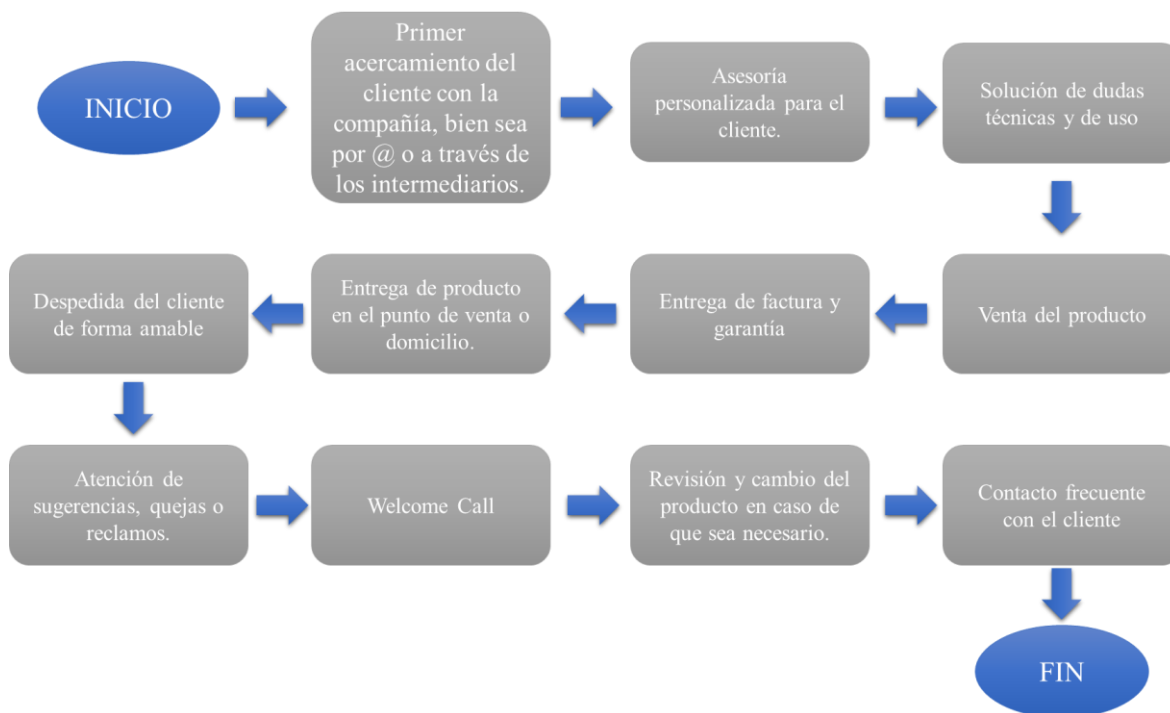 INICIO
Primer
acercamiento del
cliente con la
compañía, bien sea
por @ o a través de
los intermediarios.
Asesoría
personalizada para el
cliente.
Solución de dudas
técnicas y de uso
Venta del producto
Entrega de factura y
garantía
Entrega de producto
en el punto de venta o
domicilio.
Despedida del cliente
de forma amable
Atención de
sugerencias, quejas o
reclamos.
Welcome Call
Revisión y cambio del
producto en caso de
que sea necesario.
Contacto frecuente
con el cliente
FIN